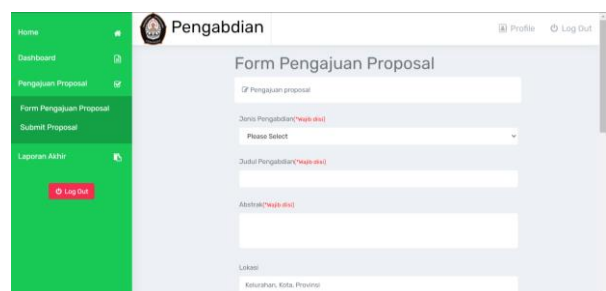 Home
Dashboard
Pengajuan Proposal
Form Pengajuan Proposal
Submit Proposal
Laporan Akhir
Log Out
Pengabdian
Profile
Log Out
Form Pengajuan Proposal
Pengajuan proposal
Jenis Pengabdian(*Wajib diisi)
Please Select
Judul Pengabdian(*Wajib diisi)
Abstrak(*Wajib diisi)
Lokasi
Kelurahan, Kota, Provinsi